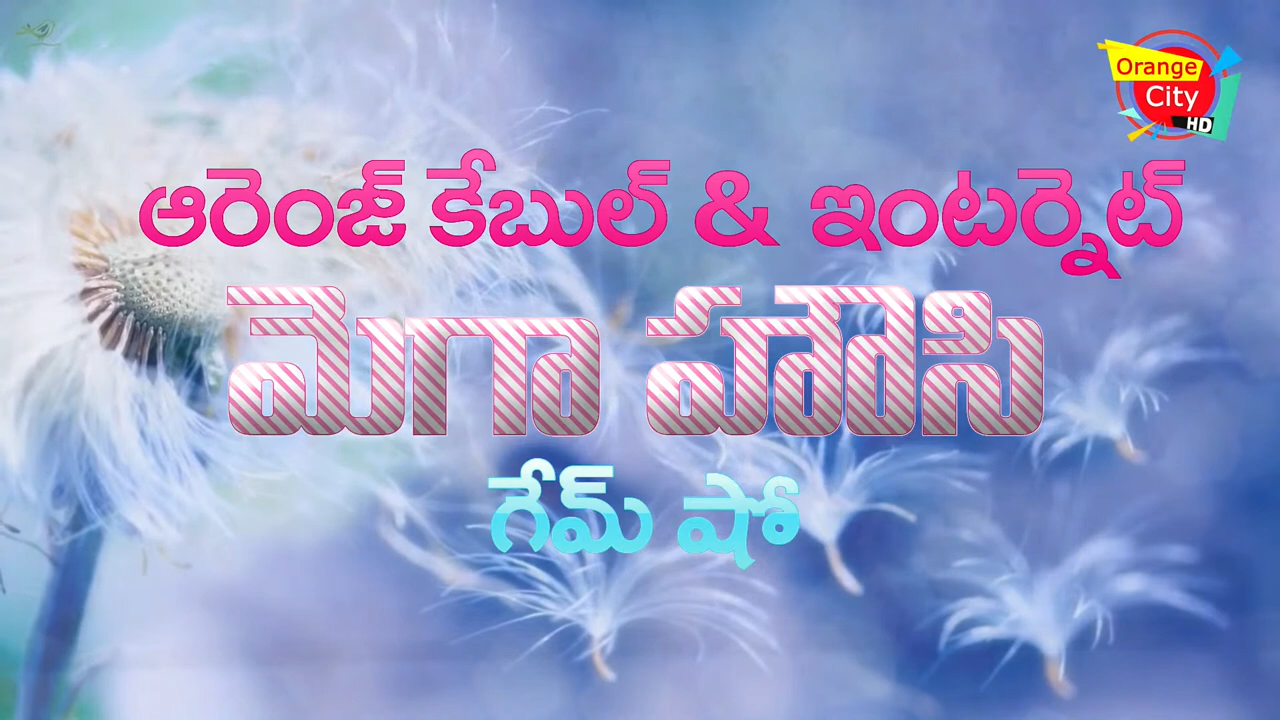 Orange
City
HD
ఆరెంజ్ కేబుల్ & ఇంటర్నెట్
మెగా హౌసి
గేమ్ షో